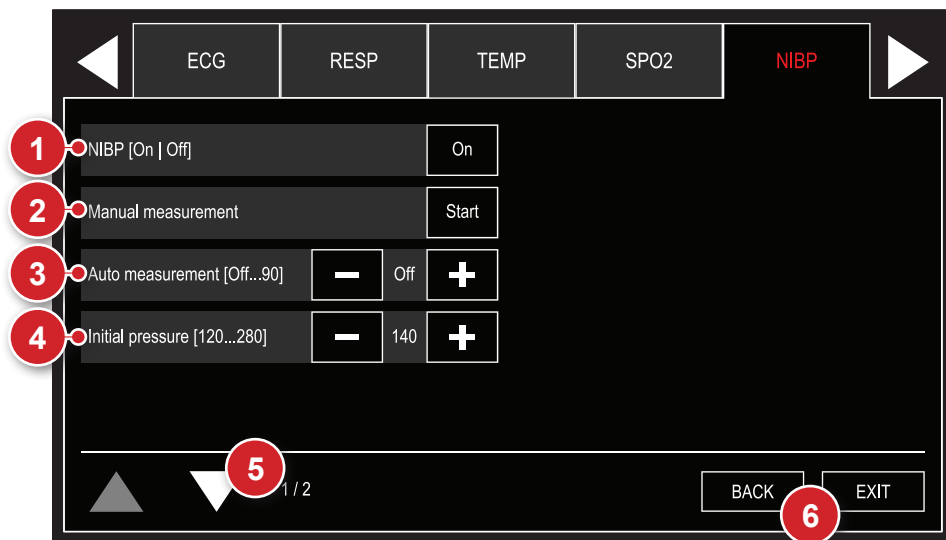 ECG RESP TEMP SPO2 NIBP
1 NIBP [On | Off] On
2 Manual measurement Start
3 Auto measurement [Off...90] Off
4 Initial pressure [120...280] 140
5 1 / 2 BACK 6 EXIT